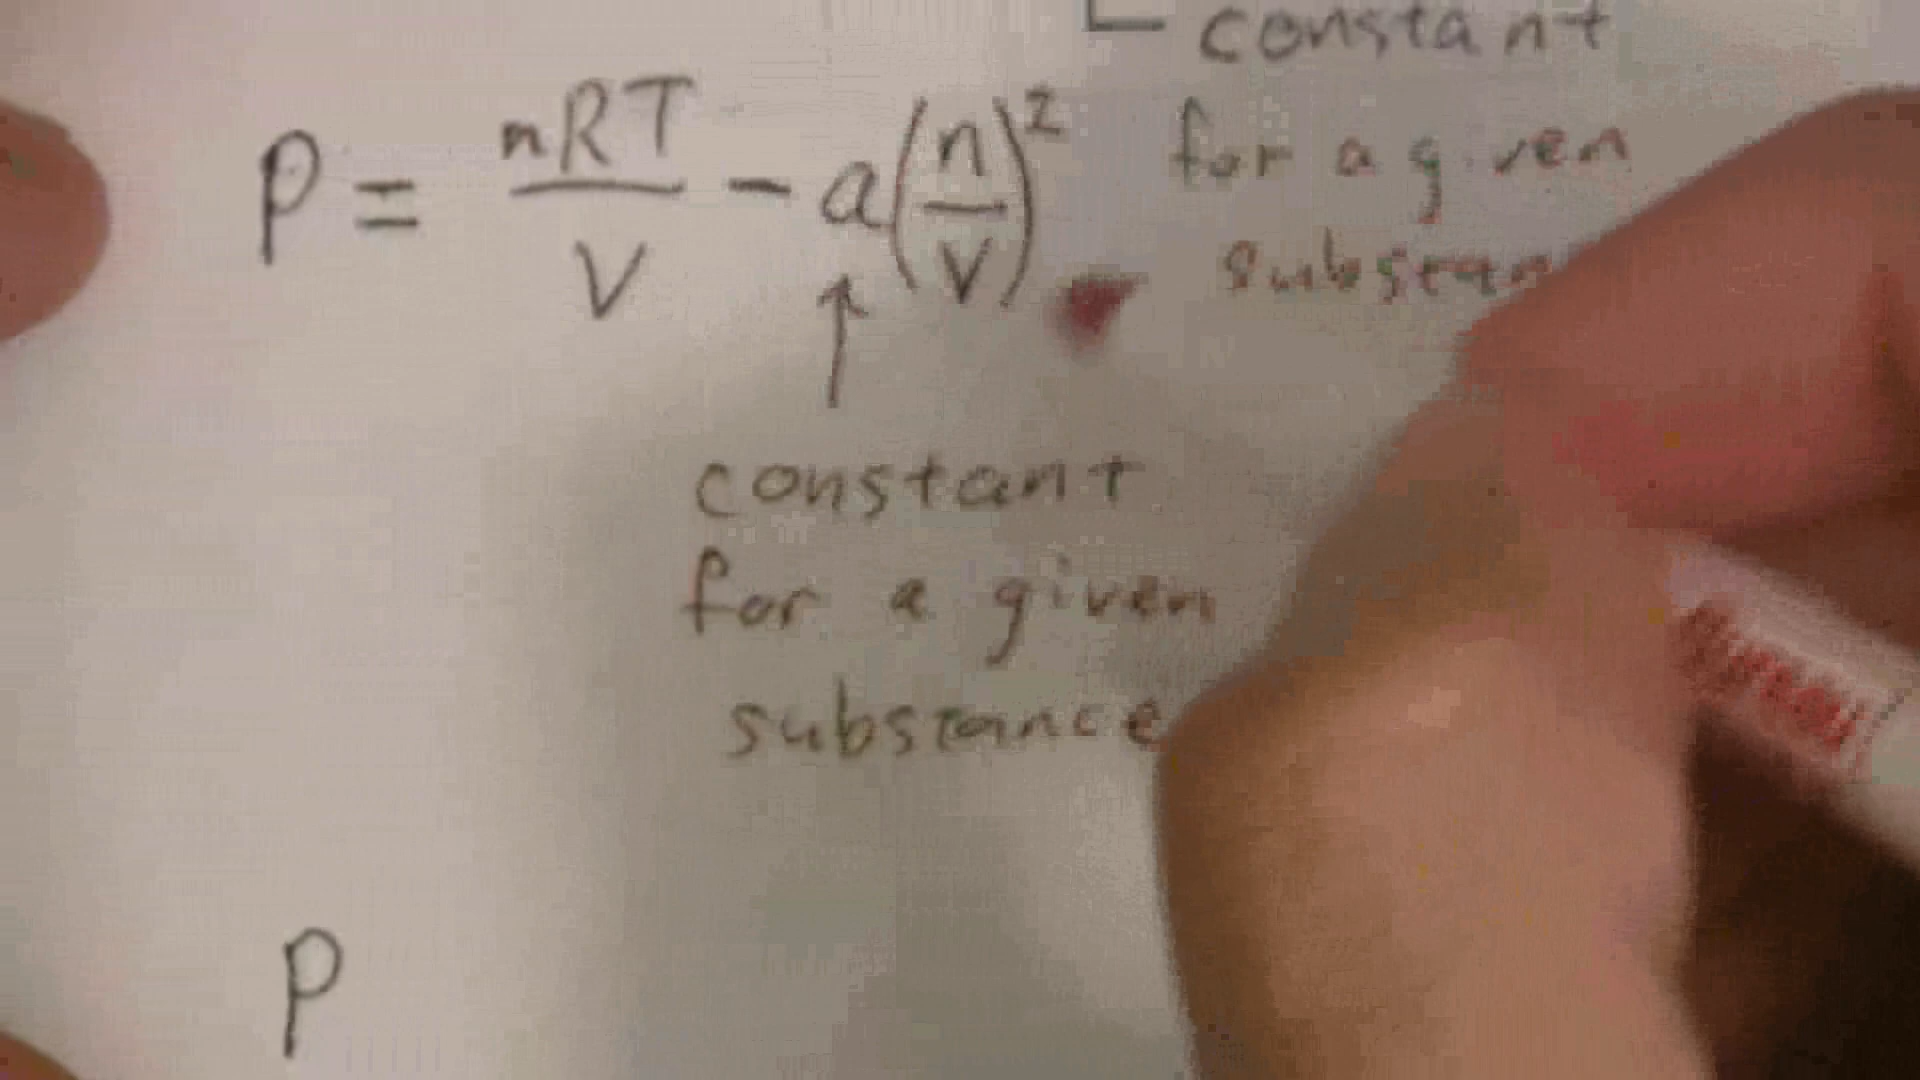 constant
for a given
P = nRT/V - a(n/V)²
substan
constant
for a given
substance
P